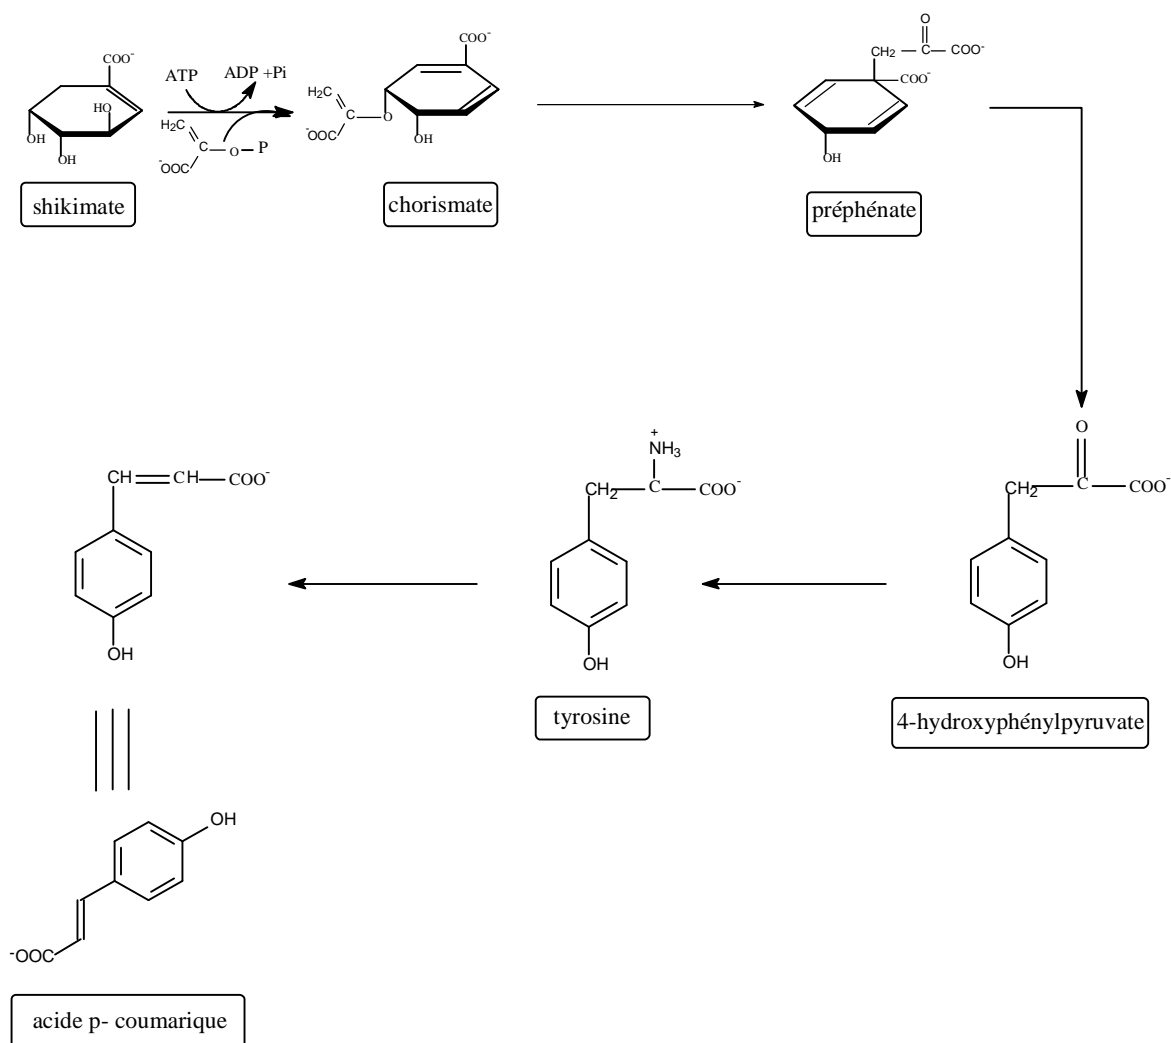 COO⁻
HO
OH
OH
shikimate
ATP
ADP +Pi
H₂C
C
O
P
⁻OOC
COO⁻
H₂C
C
O
⁻OOC
OH
chorismate
O
CH₂
C
COO⁻
COO⁻
OH
préphénate
O
CH₂
C
COO⁻
OH
4-hydroxyphénylpyruvate
+
NH₃
CH₂
C
COO⁻
OH
tyrosine
CH
CH
COO⁻
OH
OH
⁻OOC
acide p- coumarique